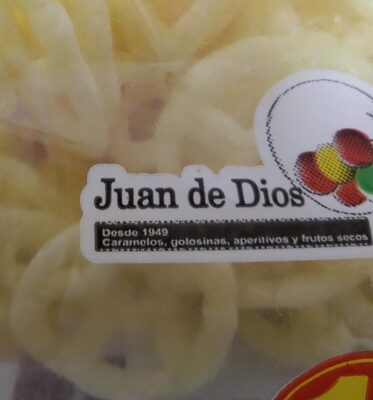 Juan de Dios
Desde 1949
Caramelos, golosinas, aperitivos y frutos secos